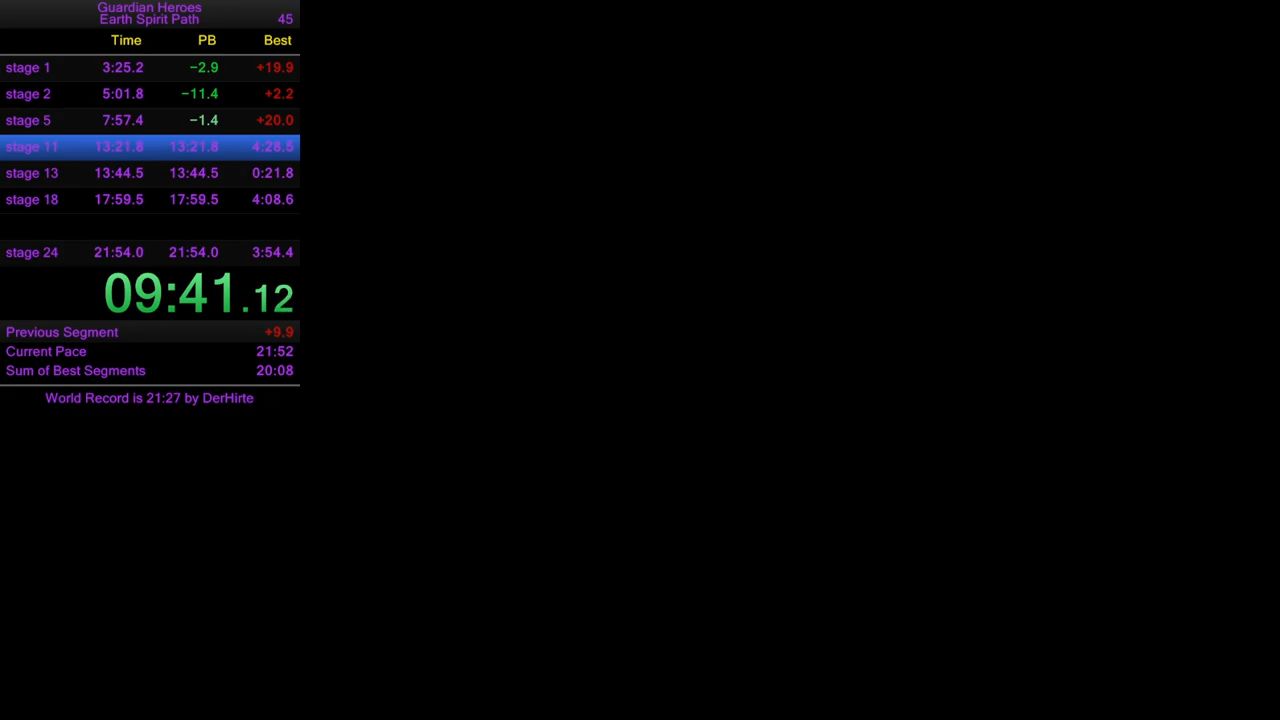 Guardian Heroes
Earth Spirit Path 45
Time PB Best
stage 1 3:25.2 −2.9 +19.9
stage 2 5:01.8 −11.4 +2.2
stage 5 7:57.4 −1.4 +20.0
stage 11 13:21.8 13:21.8 4:28.5
stage 13 13:44.5 13:44.5 0:21.8
stage 18 17:59.5 17:59.5 4:08.6
stage 24 21:54.0 21:54.0 3:54.4
09:41.12
Previous Segment +9.9
Current Pace 21:52
Sum of Best Segments 20:08
World Record is 21:27 by DerHirte